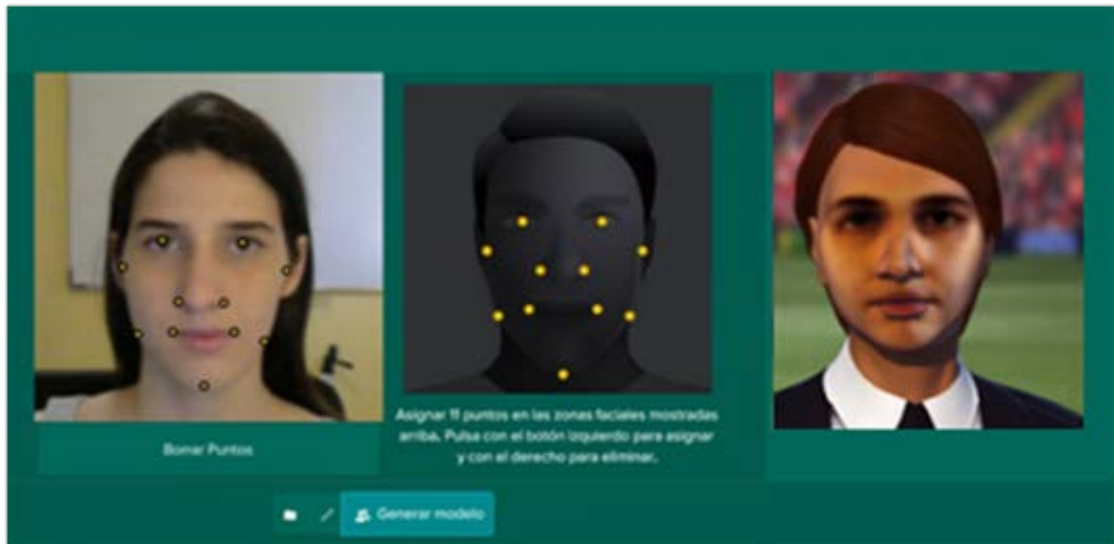 Borrar Puntos
Asignar 11 puntos en las zonas faciales mostradas
arriba. Pulsa con el botón izquierdo para asignar
y con el derecho para eliminar.
Generar modelo